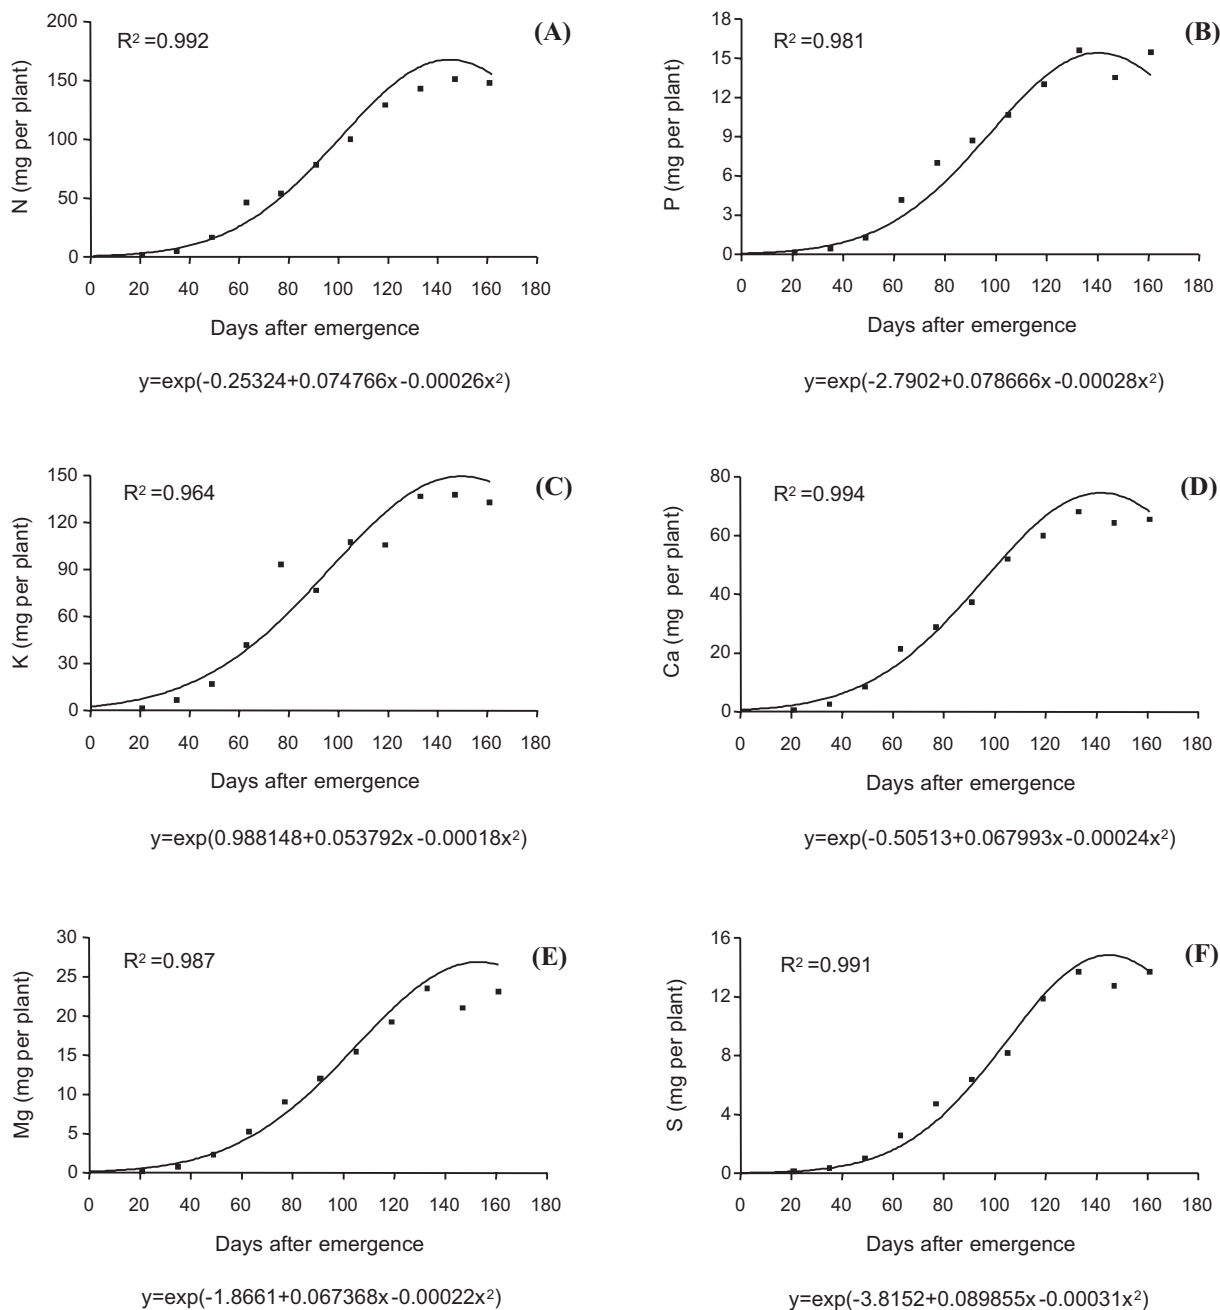 (A)
R² =0.992
N (mg per plant)
200
150
100
50
0
0 20 40 60 80 100 120 140 160 180
Days after emergence
y=exp(-0.25324+0.074766x-0.00026x²)
(B)
R² =0.981
P (mg per plant)
18
15
12
9
6
3
0
0 20 40 60 80 100 120 140 160 180
Days after emergence
y=exp(-2.7902+0.078666x-0.00028x²)
(C)
R² =0.964
K (mg per plant)
150
120
90
60
30
0
0 20 40 60 80 100 120 140 160 180
Days after emergence
y=exp(0.988148+0.053792x-0.00018x²)
(D)
R² =0.994
Ca (mg per plant)
80
60
40
20
0
0 20 40 60 80 100 120 140 160 180
Days after emergence
y=exp(-0.50513+0.067993x-0.00024x²)
(E)
R² =0.987
Mg (mg per plant)
30
25
20
15
10
5
0
0 20 40 60 80 100 120 140 160 180
Days after emergence
y=exp(-1.8661+0.067368x-0.00022x²)
(F)
R² =0.991
S (mg per plant)
16
12
8
4
0
0 20 40 60 80 100 120 140 160 180
Days after emergence
y=exp(-3.8152+0.089855x-0.00031x²)